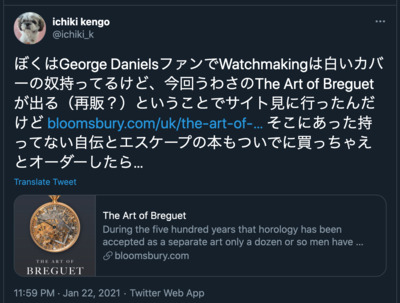 ichiki kengo
@ichiki_k
ぼくはGeorge DanielsファンでWatchmakingは白いカバ
ーの奴持ってるけど、今回うわさのThe Art of Breguet
が出る（再販？）ということでサイト見に行ったんだ
けど bloomsbury.com/uk/the-art-of-… そこにあった持
ってない自伝とエスケープの本もついでに買っちゃえ
とオーダーしたら…
Translate Tweet
THE ART OF
BREGUET
The Art of Breguet
During the five hundred years that horology has been
accepted as a separate art only a dozen or so men have ...
bloomsbury.com
11:59 PM · Jan 22, 2021 · Twitter Web App